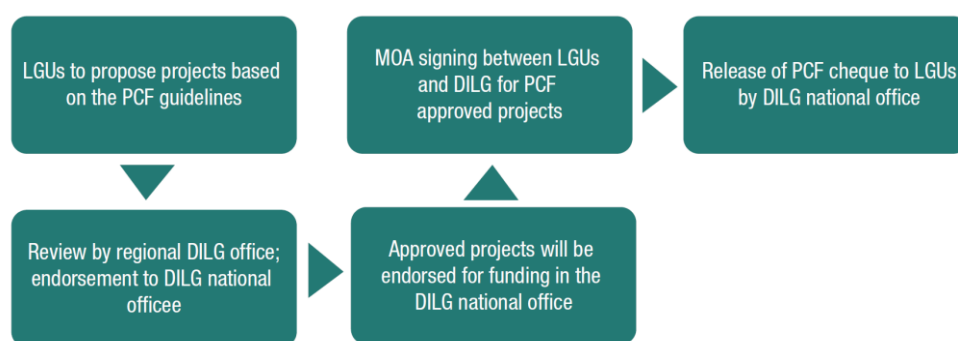 LGUs to propose projects based
on the PCF guidelines
Review by regional DILG office;
endorsement to DILG national
officee
Approved projects will be
endorsed for funding in the
DILG national office
MOA signing between LGUs
and DILG for PCF
approved projects
Release of PCF cheque to LGUs
by DILG national office